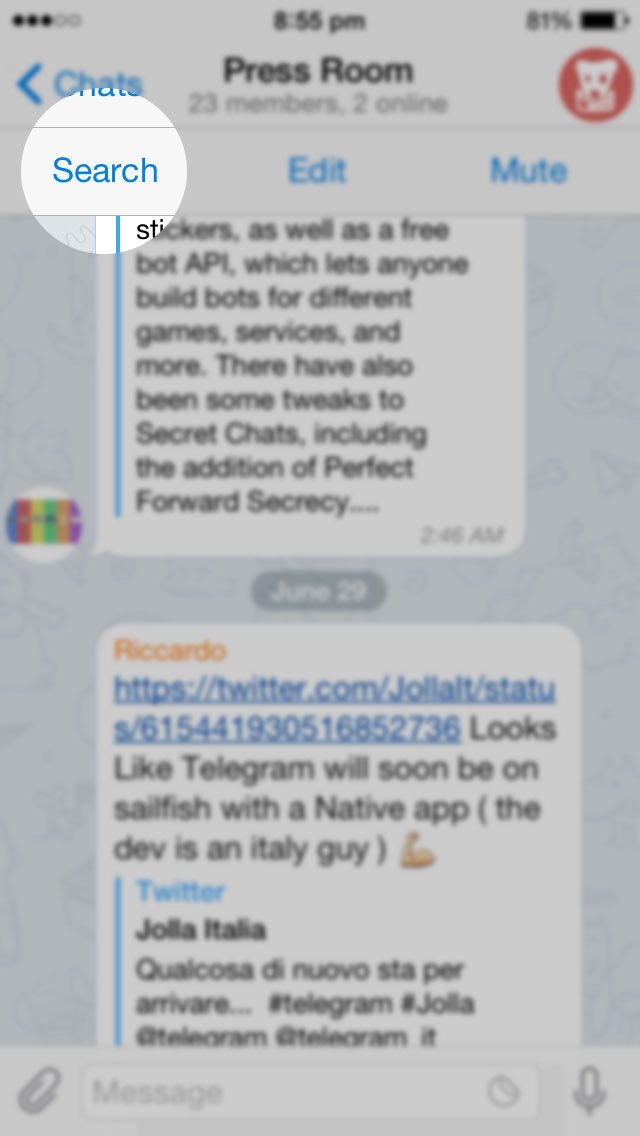 8:55 pm
81%
Chats
Press Room
23 members, 2 online
Search
Edit
Mute
stickers, as well as a free
bot API, which lets anyone
build bots for different
games, services, and
more. There have also
been some tweaks to
Secret Chats, including
the addition of Perfect
Forward Secrecy....
2:46 AM
June 29
Riccardo
https://twitter.com/JollaIt/statu
s/615441930516852736 Looks
Like Telegram will soon be on
sailfish with a Native app ( the
dev is an italy guy ) 💪
Twitter
Jolla Italia
Qualcosa di nuovo sta per
arrivare... #telegram #Jolla
@telegram @telegram_it
Message